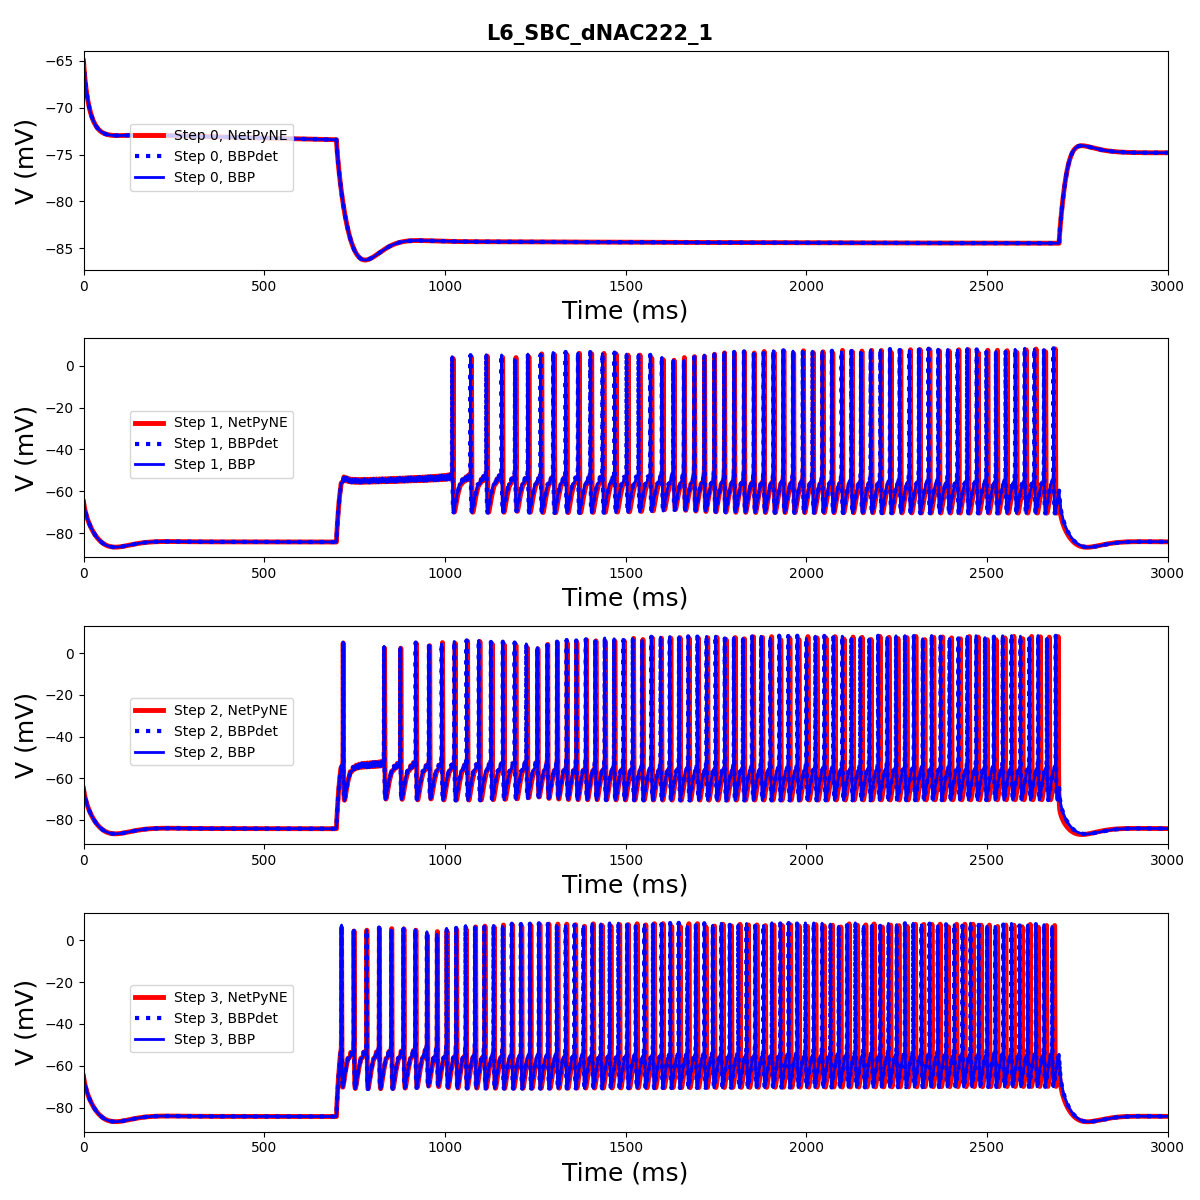 L6_SBC_dNAC222_1
−65
−70
−75
−80
−85
V (mV)
Step 0, NetPyNE
Step 0, BBPdet
Step 0, BBP
0 500 1000 1500 2000 2500 3000
Time (ms)
0
−20
−40
−60
−80
V (mV)
Step 1, NetPyNE
Step 1, BBPdet
Step 1, BBP
0 500 1000 1500 2000 2500 3000
Time (ms)
0
−20
−40
−60
−80
V (mV)
Step 2, NetPyNE
Step 2, BBPdet
Step 2, BBP
0 500 1000 1500 2000 2500 3000
Time (ms)
0
−20
−40
−60
−80
V (mV)
Step 3, NetPyNE
Step 3, BBPdet
Step 3, BBP
0 500 1000 1500 2000 2500 3000
Time (ms)